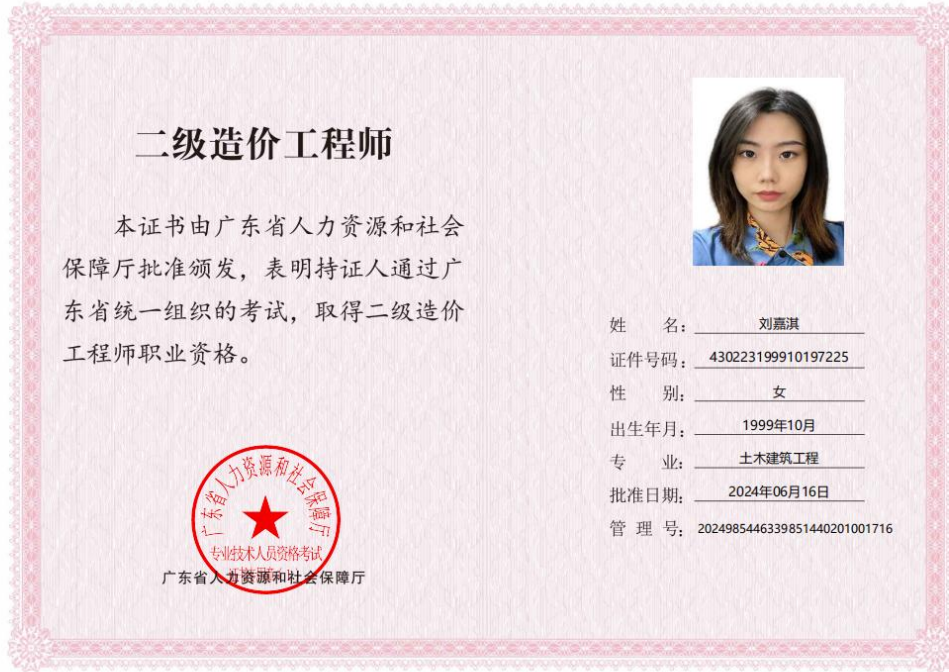 二级造价工程师
本证书由广东省人力资源和社会
保障厅批准颁发，表明持证人通过广
东省统一组织的考试，取得二级造价
工程师职业资格。
姓 名：刘嘉淇
证件号码：430223199910197225
性 别：女
出生年月：1999年10月
专 业：土木建筑工程
批准日期：2024年06月16日
管 理 号：2024985446339851440201001716
广东省人力资源和社会保障厅
专业技术人员资格考试
广东省人力资源和社会保障厅